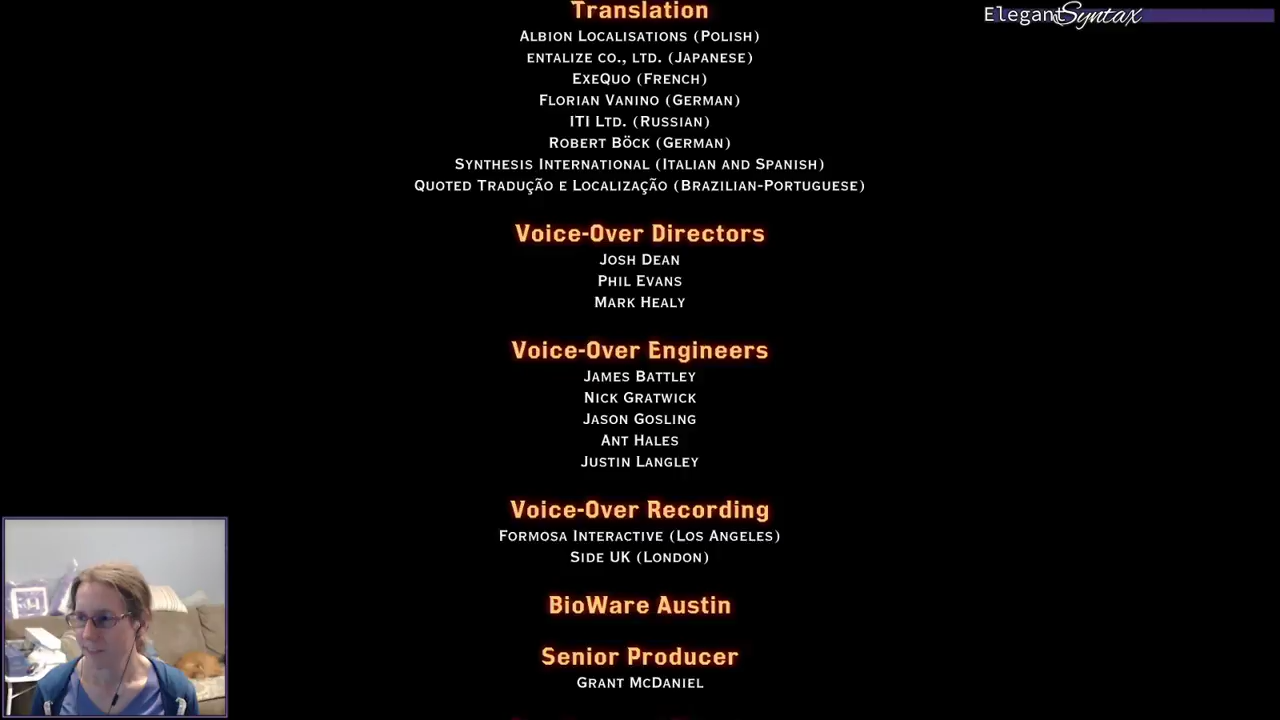 Translation
ElegantSyntax
Albion Localisations (Polish)
entalize co., ltd. (Japanese)
ExeQuo (French)
Florian Vanino (German)
ITI Ltd. (Russian)
Robert Böck (German)
Synthesis International (Italian and Spanish)
Quoted Tradução e Localização (Brazilian-Portuguese)
Voice-Over Directors
Josh Dean
Phil Evans
Mark Healy
Voice-Over Engineers
James Battley
Nick Gratwick
Jason Gosling
Ant Hales
Justin Langley
Voice-Over Recording
Formosa Interactive (Los Angeles)
Side UK (London)
BioWare Austin
Senior Producer
Grant McDaniel